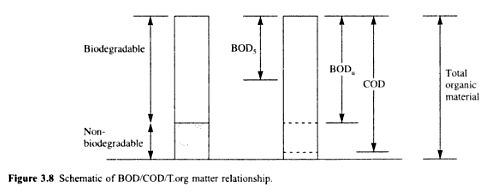 Biodegradable
BOD₅
BODᵤ
COD
Total
organic
material
Non-
biodegradable
Figure 3.8 Schematic of BOD/COD/T.org matter relationship.